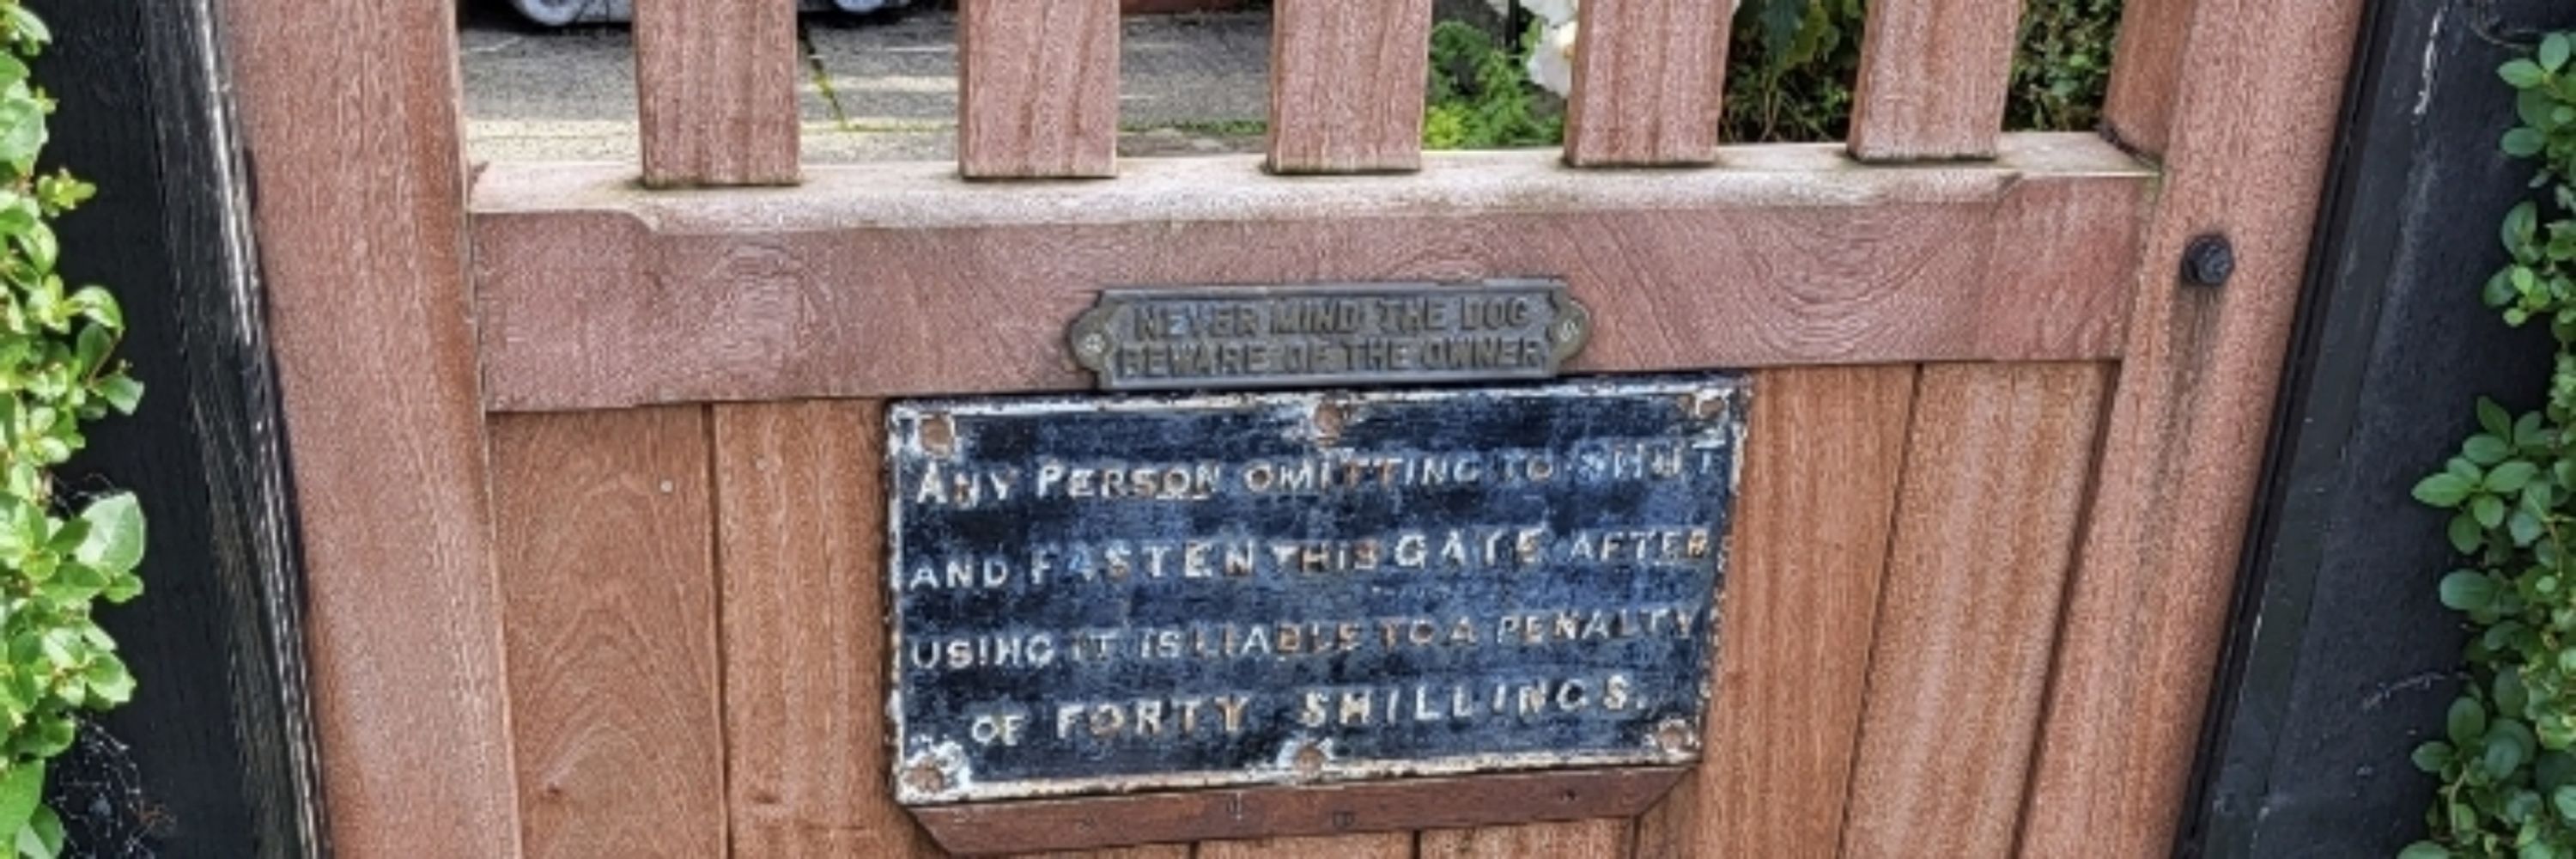 NEVER MIND THE DOG
BEWARE OF THE OWNER
ANY PERSON OMITTING TO SHUT
AND FASTEN THIS GATE AFTER
USING IT IS LIABLE TO A PENALTY
OF FORTY SHILLINGS.